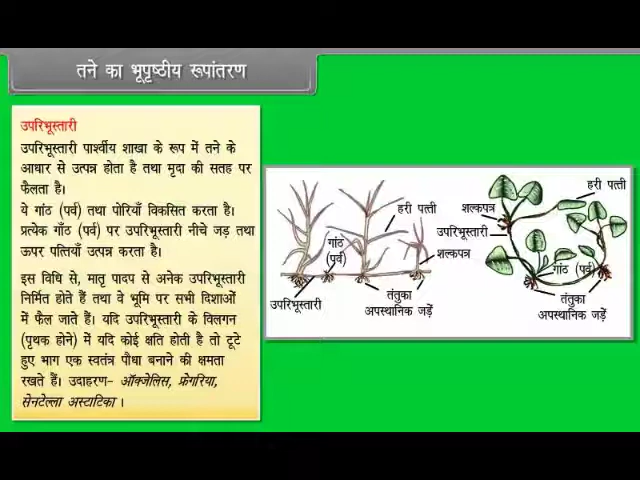 तने का भूपृष्ठीय रूपांतरण
उपरिभूस्तारी
उपरिभूस्तारी पार्श्वीय शाखा के रूप में तने के
आधार से उत्पन्न होता है तथा मृदा की सतह पर
फैलता है।
ये गांठ (पर्व) तथा पोरियाँ विकसित करता है।
प्रत्येक गाँठ (पर्व) पर उपरिभूस्तारी नीचे जड़ तथा
ऊपर पत्तियाँ उत्पन्न करता है।
इस विधि से, मातृ पादप से अनेक उपरिभूस्तारी
निर्मित होते हैं तथा वे भूमि पर सभी दिशाओं
में फैल जाते हैं। यदि उपरिभूस्तारी के विलगन
(पृथक होने) में यदि कोई क्षति होती है तो टूटे
हुए भाग एक स्वतंत्र पौधा बनाने की क्षमता
रखते हैं। उदाहरण– ऑक्जेलिस, फ्रेगरिया,
सेनटेल्ला अस्टाटिका ।
हरी पत्ती
गांठ
(पर्व)
शल्कपत्र
उपरिभूस्तारी
तंतुका
अपस्थानिक जड़ें
हरी पत्ती
शल्कपत्र
उपरिभूस्तारी
गांठ (पर्व)
तंतुका
अपस्थानिक जड़ें